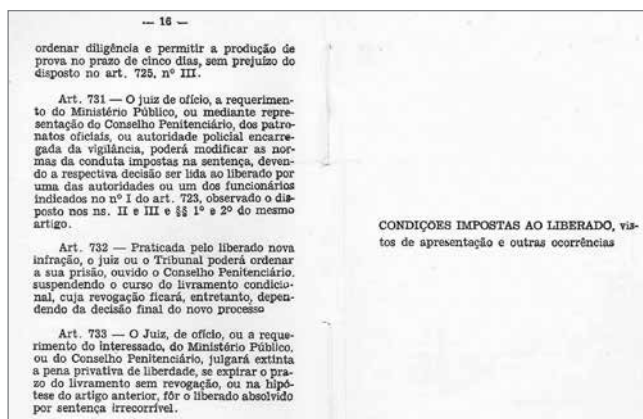 — 16 —
ordenar diligência e permitir a produção de
prova no prazo de cinco dias, sem prejuízo do
disposto no art. 725, nº III.
Art. 731 — O juiz de ofício, a requerimen-
to do Ministério Público, ou mediante repre-
sentação do Conselho Penitenciário, dos patro-
natos oficiais, ou autoridade policial encarre-
gada da vigilância, poderá modificar as nor-
mas da conduta impostas na sentença, deven-
do a respectiva decisão ser lida ao liberado por
uma das autoridades ou um dos funcionários
indicados no nº I do art. 723, observado o dis-
posto nos ns. II e III e §§ 1º e 2º do mesmo
artigo.
Art. 732 — Praticada pelo liberado nova
infração, o juiz ou o Tribunal poderá ordenar
a sua prisão, ouvido o Conselho Penitenciário.
suspendendo o curso do livramento condicio-
nal, cuja revogação ficará, entretanto, depen-
dendo da decisão final do novo processo
Art. 733 — O Juiz, de ofício, ou a reque-
rimento do interessado, do Ministério Público,
ou do Conselho Penitenciário, julgará extinta
a pena privativa de liberdade, se expirar o pra-
zo do livramento sem revogação, ou na hipó-
tese do artigo anterior, fôr o liberado absolvido
por sentença irrecorrível.
CONDIÇÕES IMPOSTAS AO LIBERADO, vis-
tos de apresentação e outras ocorrências